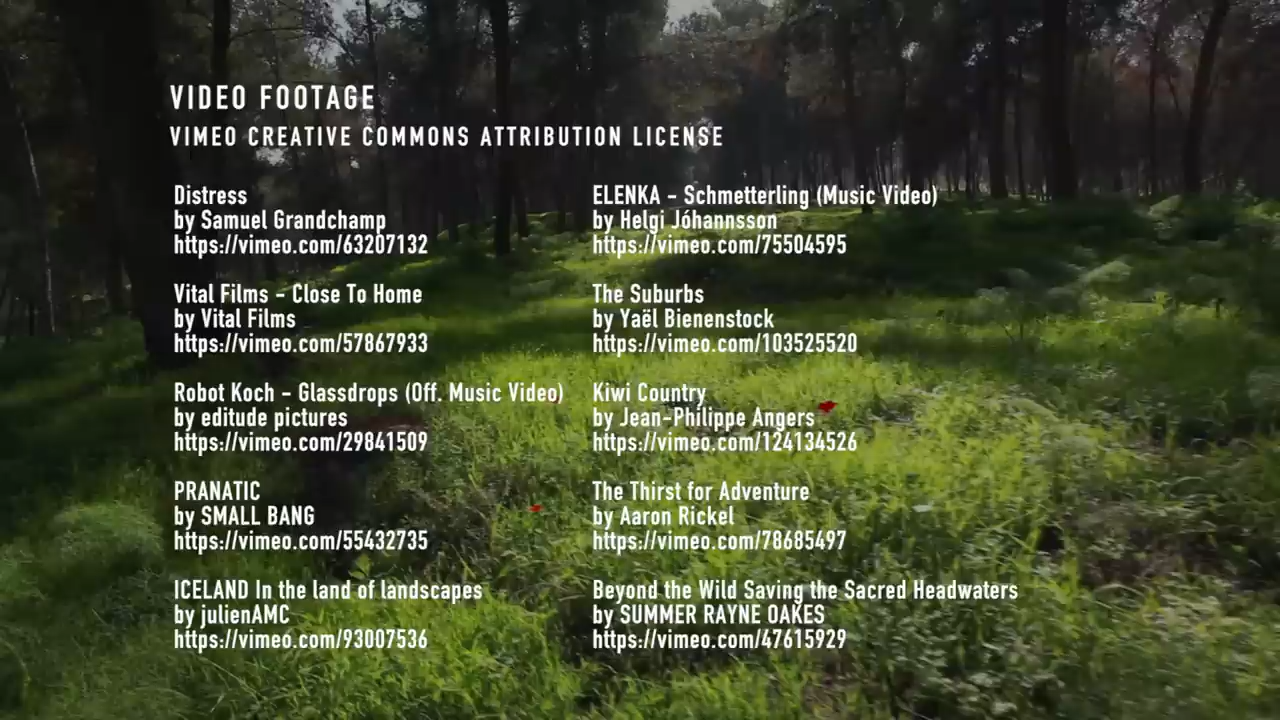 VIDEO FOOTAGE
VIMEO CREATIVE COMMONS ATTRIBUTION LICENSE
Distress
by Samuel Grandchamp
https://vimeo.com/63207132
Vital Films - Close To Home
by Vital Films
https://vimeo.com/57867933
Robot Koch - Glassdrops (Off. Music Video)
by editude pictures
https://vimeo.com/29841509
PRANATIC
by SMALL BANG
https://vimeo.com/55432735
ICELAND In the land of landscapes
by julienAMC
https://vimeo.com/93007536
ELENKA - Schmetterling (Music Video)
by Helgi Jóhannsson
https://vimeo.com/75504595
The Suburbs
by Yaël Bienenstock
https://vimeo.com/103525520
Kiwi Country
by Jean-Philippe Angers
https://vimeo.com/124134526
The Thirst for Adventure
by Aaron Rickel
https://vimeo.com/78685497
Beyond the Wild Saving the Sacred Headwaters
by SUMMER RAYNE OAKES
https://vimeo.com/47615929